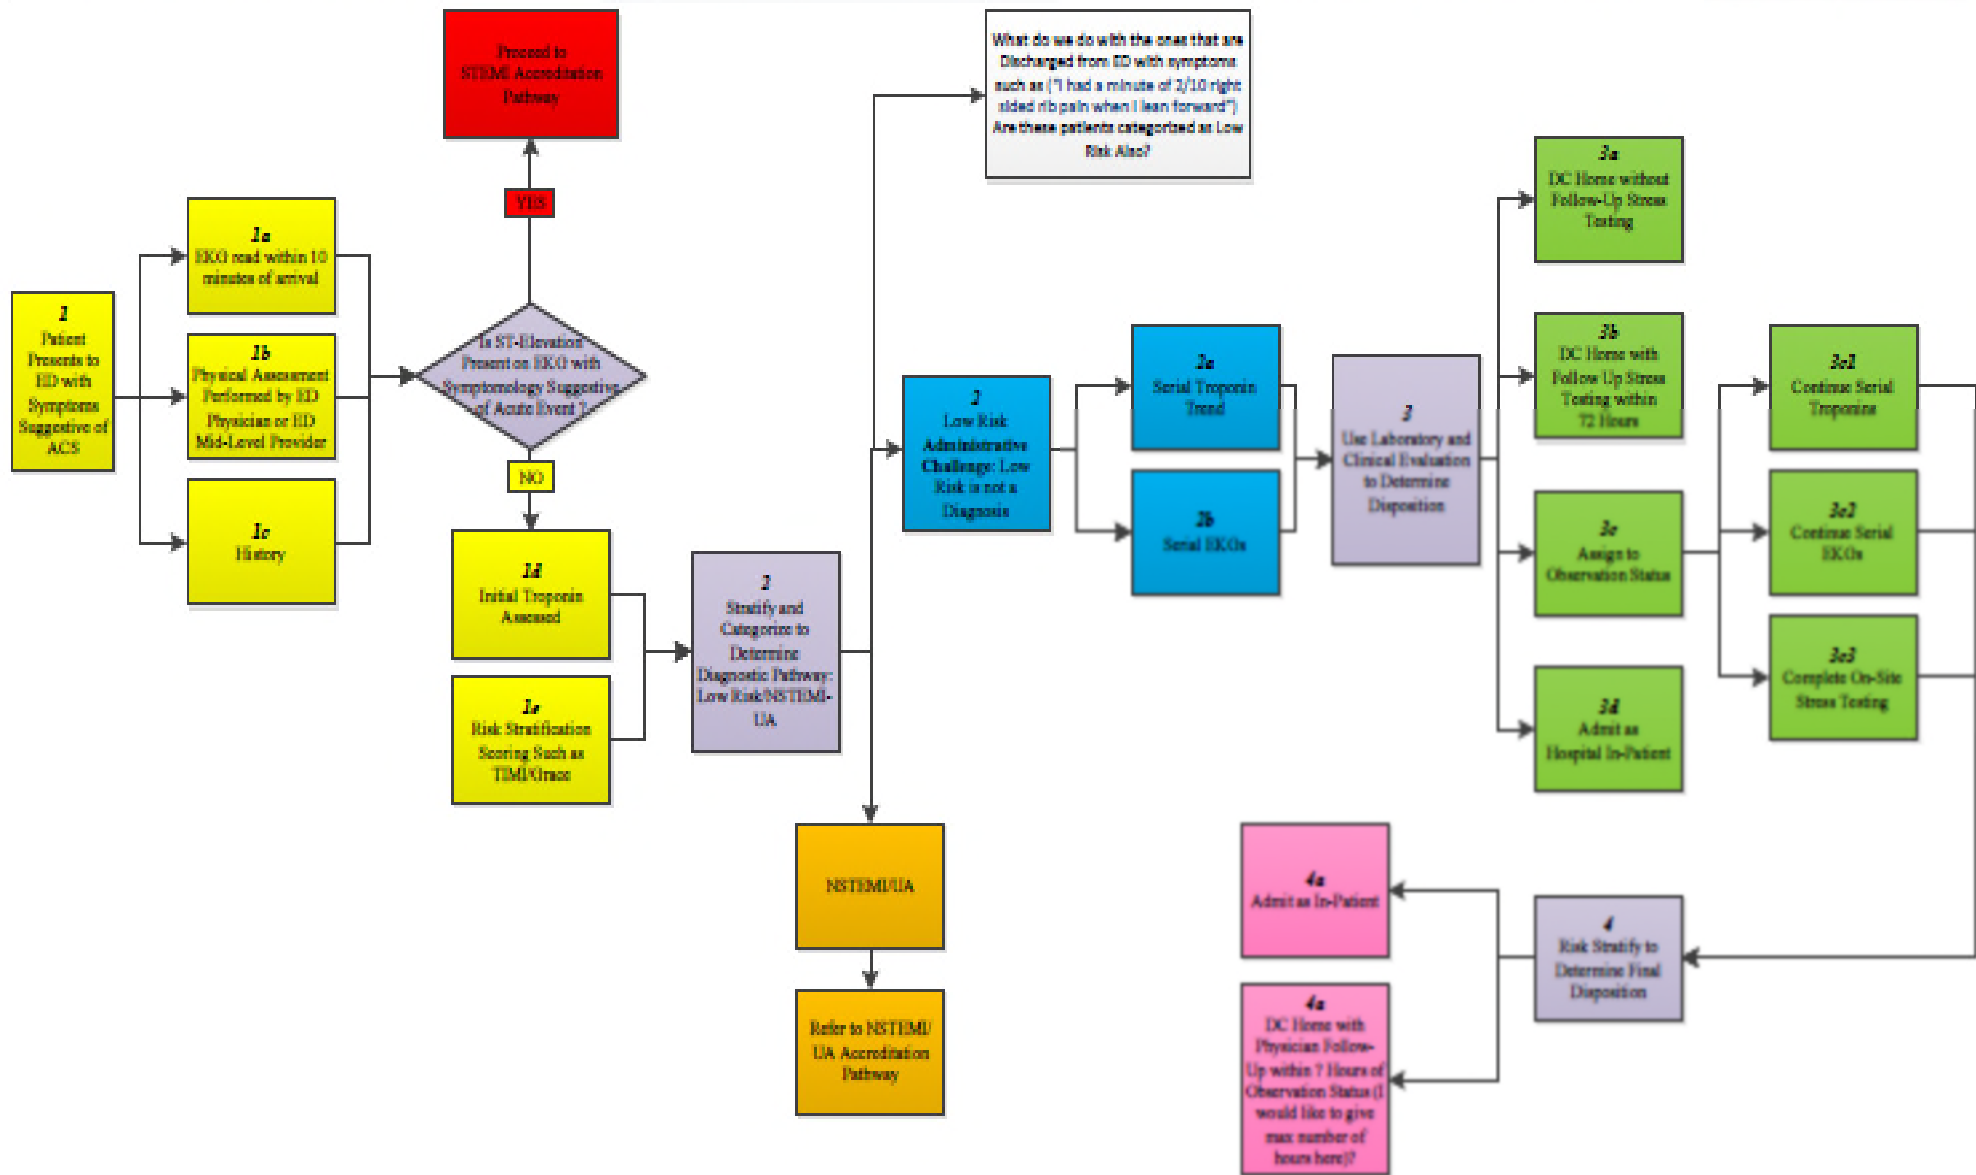 Proceed to
STEMI Accreditation
Pathway
YES
What do we do with the ones that are
Discharged from ED with symptoms
such as ("I had a minute of 2/10 right
sided rib pain when I lean forward")
Are these patients categorized as Low
Risk Also?
1
Patient
Presents to
ED with
Symptoms
Suggestive of
ACS
1a
EKG read within 10
minutes of arrival
1b
Physical Assessment
Performed by ED
Physician or ED
Mid-Level Provider
1c
History
Is ST-Elevation
Present on EKG with
Symptomology Suggestive
of Acute Event ?
NO
1d
Initial Troponin
Assessed
1e
Risk Stratification
Scoring Such as
TIMI/Grace
2
Stratify and
Categorize to
Determine
Diagnostic Pathway:
Low Risk/NSTEMI-
UA
NSTEMI/UA
Refer to NSTEMI/
UA Accreditation
Pathway
2
Low Risk
Administrative
Challenge: Low
Risk is not a
Diagnosis
2a
Serial Troponin
Trend
2b
Serial EKGs
3
Use Laboratory and
Clinical Evaluation
to Determine
Disposition
3a
DC Home without
Follow-Up Stress
Testing
3b
DC Home with
Follow Up Stress
Testing within
72 Hours
3c
Assign to
Observation Status
3d
Admit as
Hospital In-Patient
3c1
Continue Serial
Troponins
3c2
Continue Serial
EKGs
3c3
Complete On-Site
Stress Testing
4
Risk Stratify to
Determine Final
Disposition
4a
Admit as In-Patient
4a
DC Home with
Physician Follow-
Up within ? Hours of
Observation Status (I
would like to give
max number of
hours here)?